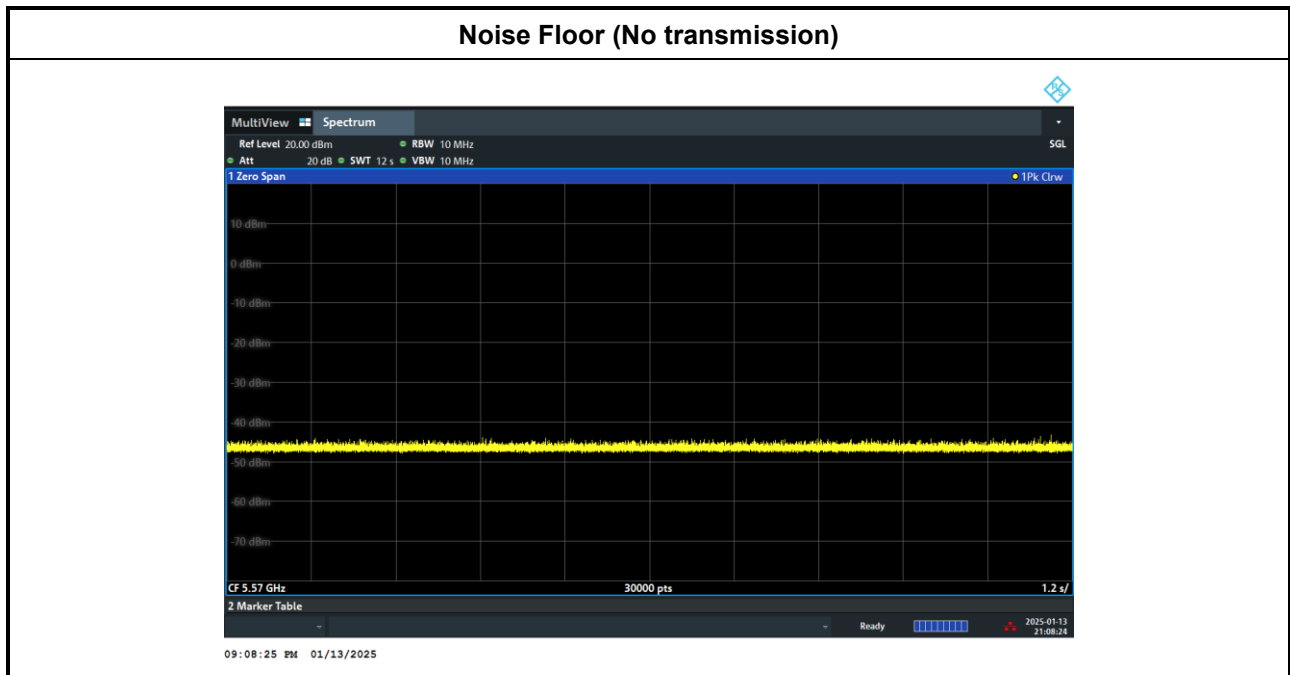 Noise Floor (No transmission)
R&S
MultiView Spectrum
Ref Level 20.00 dBm RBW 10 MHz SGL
Att 20 dB SWT 12 s VBW 10 MHz
1 Zero Span 1Pk Clrw
10 dBm
0 dBm
-10 dBm
-20 dBm
-30 dBm
-40 dBm
-50 dBm
-60 dBm
-70 dBm
CF 5.57 GHz 30000 pts 1.2 s/
2 Marker Table
Ready 2025-01-13
21:08:24
09:08:25 PM 01/13/2025